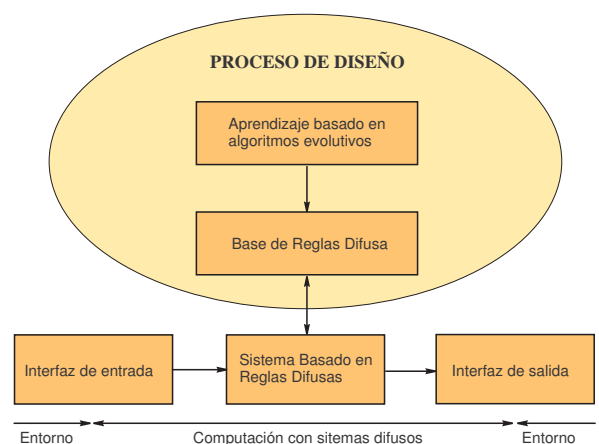 PROCESO DE DISEÑO
Aprendizaje basado en
algoritmos evolutivos
Base de Reglas Difusa
Interfaz de entrada
Sistema Basado en
Reglas Difusas
Interfaz de salida
Entorno
Computación con sitemas difusos
Entorno